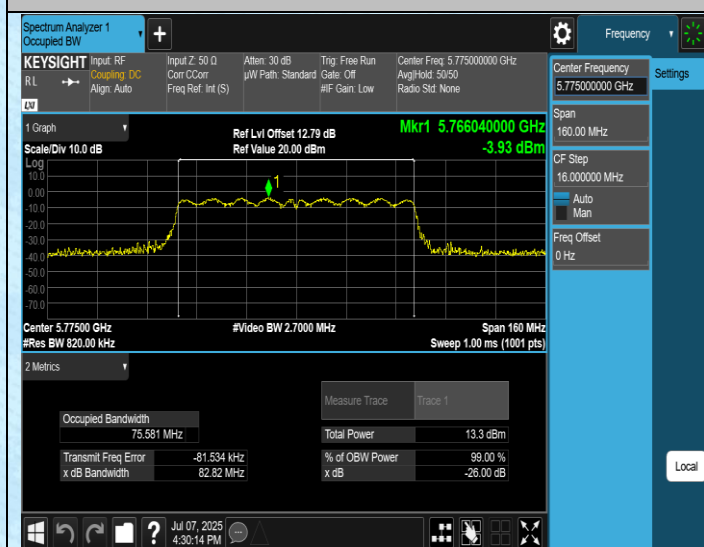 Spectrum Analyzer 1
Occupied BW
+
Frequency
KEYSIGHT
RL
LXI
Input: RF
Coupling: DC
Align: Auto
Input Z: 50 Ω
Corr CCorr
Freq Ref: Int (S)
Atten: 30 dB
µW Path: Standard
Trig: Free Run
Gate: Off
#IF Gain: Low
Center Freq: 5.775000000 GHz
Avg|Hold: 50/50
Radio Std: None
Center Frequency
5.775000000 GHz
Settings
Span
160.00 MHz
CF Step
16.000000 MHz
Auto
Man
Freq Offset
0 Hz
1 Graph
Scale/Div 10.0 dB
Ref Lvl Offset 12.79 dB
Ref Value 20.00 dBm
Mkr1 5.766040000 GHz
-3.93 dBm
Log
10.0
0.00
-10.0
-20.0
-30.0
-40.0
-50.0
-60.0
-70.0
1
Center 5.77500 GHz
#Res BW 820.00 kHz
#Video BW 2.7000 MHz
Span 160 MHz
Sweep 1.00 ms (1001 pts)
2 Metrics
Measure Trace Trace 1
Occupied Bandwidth
75.581 MHz
Total Power 13.3 dBm
Transmit Freq Error -81.534 kHz
% of OBW Power 99.00 %
x dB Bandwidth 82.82 MHz
x dB -26.00 dB
Local
?
Jul 07, 2025
4:30:14 PM